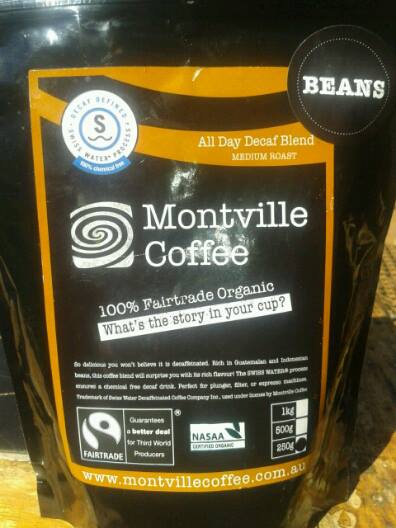 BEANS
DECAF DEFINED
SWISS WATER® PROCESS
S
100% chemical free
All Day Decaf Blend
MEDIUM ROAST
Montville
Coffee
100% Fairtrade Organic
What's the story in your cup?
So delicious you won't believe it is decaffeinated. Rich in Guatemalan and Indonesian
beans, this coffee blend will surprise you with its rich flavour! The SWISS WATER® process
ensures a chemical free decaf drink. Perfect for plunger, filter, or espresso machines.
Trademark of Swiss Water Decaffeinated Coffee Company Inc., used under license by Montville Coffee
FAIRTRADE
Guarantees
a better deal
for Third World
Producers
®
NASAA
CERTIFIED ORGANIC
1kg
500g
250g
www.montvillecoffee.com.au